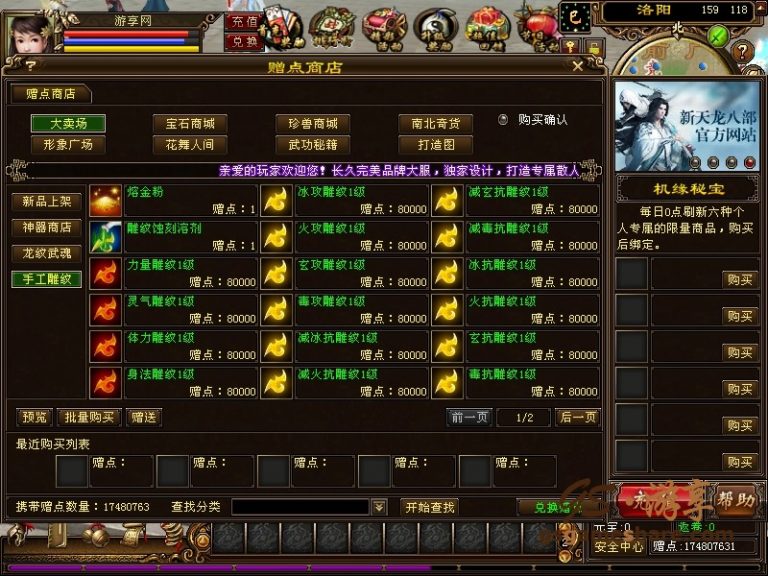 游享网
充值
兑换
洛阳 159 118
北
赠点商店
赠点商店
大卖场 宝石商城 珍兽商城 南北奇货 购买确认
形象广场 花舞人间 武功秘籍 打造图
亲爱的玩家欢迎您！长久完美品牌大服，独家设计，打造专属散人
新天龙八部
官方网站
机缘秘宝
每日0点刷新六种个
人专属的限量商品，购买
后绑定。
新品上架
神器商店
龙纹武魂
手工雕纹
熔金粉
赠点：1
冰攻雕纹1级
赠点：80000
减玄抗雕纹1级
赠点：80000
雕纹蚀刻溶剂
赠点：1
火攻雕纹1级
赠点：80000
减毒抗雕纹1级
赠点：80000
力量雕纹1级
赠点：80000
玄攻雕纹1级
赠点：80000
冰抗雕纹1级
赠点：80000
灵气雕纹1级
赠点：80000
毒攻雕纹1级
赠点：80000
火抗雕纹1级
赠点：80000
体力雕纹1级
赠点：80000
减冰抗雕纹1级
赠点：80000
玄抗雕纹1级
赠点：80000
身法雕纹1级
赠点：80000
减火抗雕纹1级
赠点：80000
毒抗雕纹1级
赠点：80000
购买
购买
购买
购买
购买
购买
预览 批量购买 赠送 前一页 1/2 后一页
最近购买列表
赠点： 赠点： 赠点： 赠点： 赠点：
携带赠点数量：17480763 查找分类 开始查找 兑换赠点
充 帮助
游享
元宝:0
安全中心 赠点:174807631